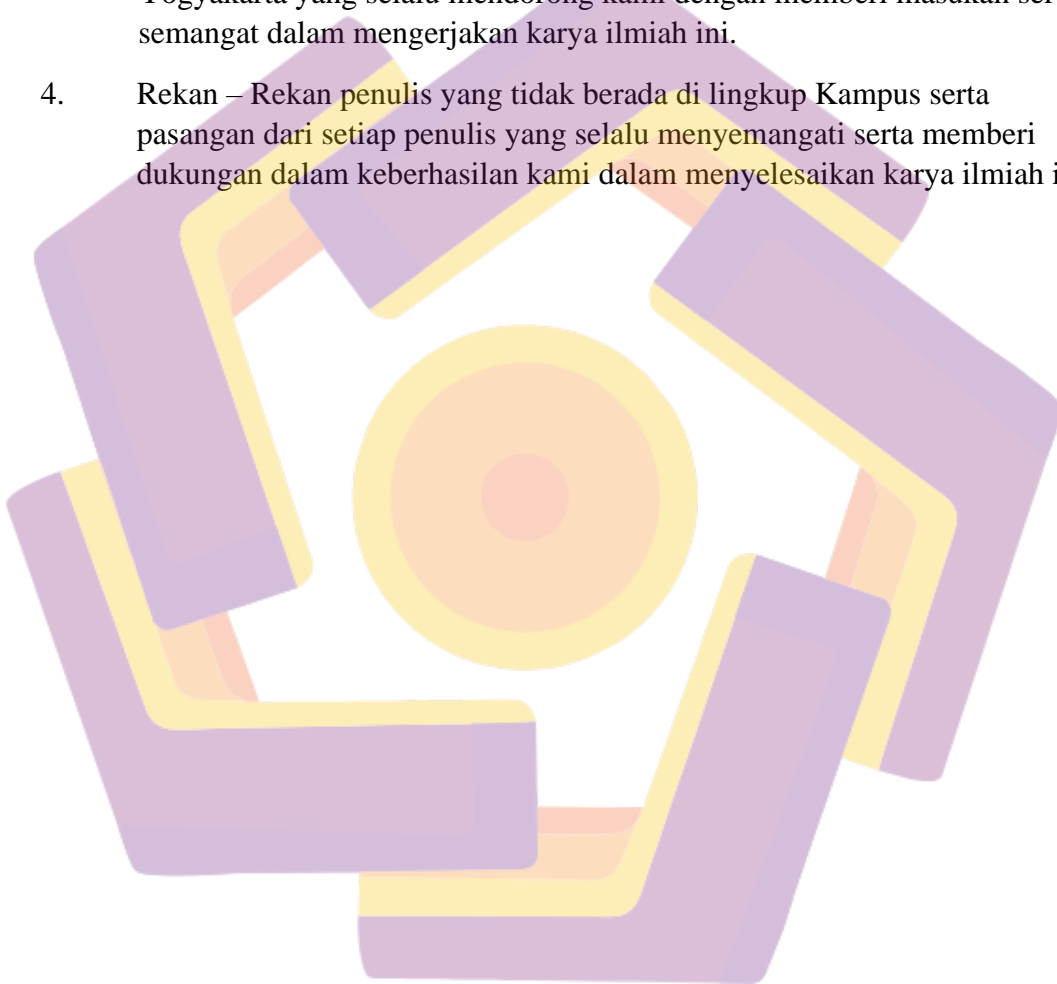 Yogyakarta yang selalu mendorong kami dengan memberi masukan
semangat dalam mengerjakan karya ilmiah ini.
4. Rekan – Rekan penulis yang tidak berada di lingkup Kampus serta
pasangan dari setiap penulis yang selalu menyemangati serta memberi
dukungan dalam keberhasilan kami dalam menyelesaikan karya ilmiah